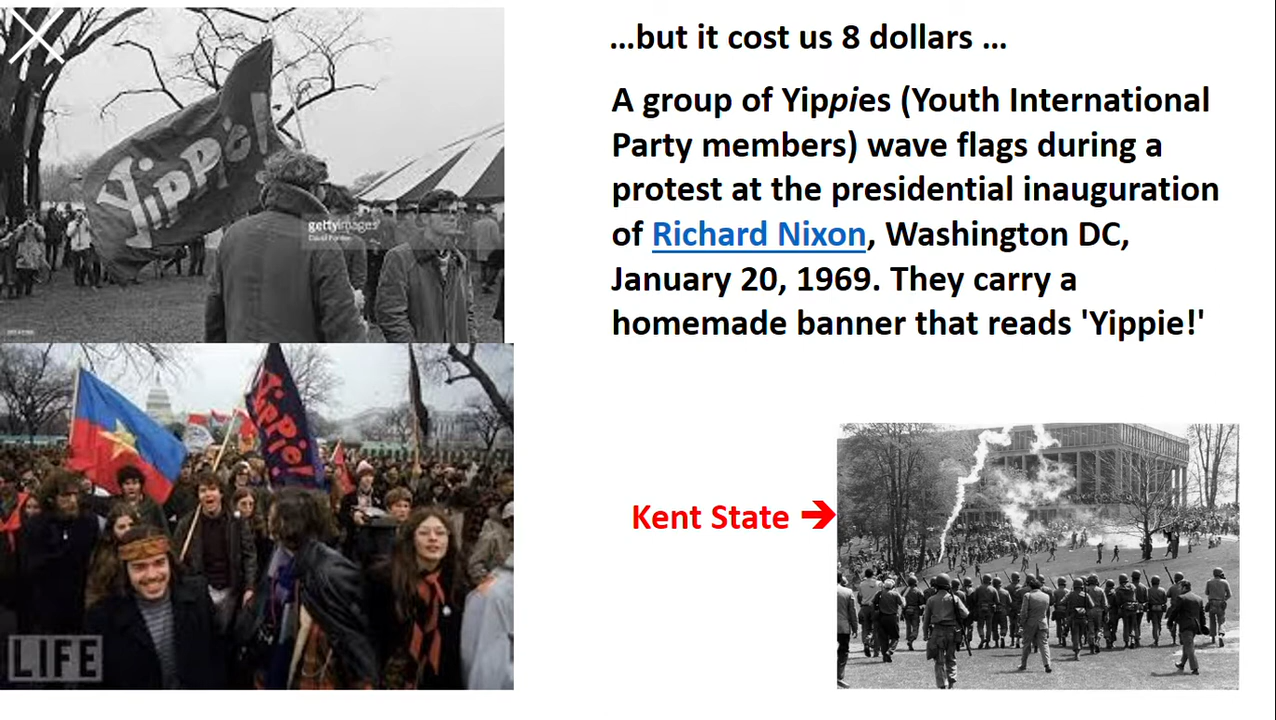 Yippie!
gettyimages
…but it cost us 8 dollars …
A group of Yippies (Youth International
Party members) wave flags during a
protest at the presidential inauguration
of Richard Nixon, Washington DC,
January 20, 1969. They carry a
homemade banner that reads 'Yippie!'
Yippie!
LIFE
Kent State ➔